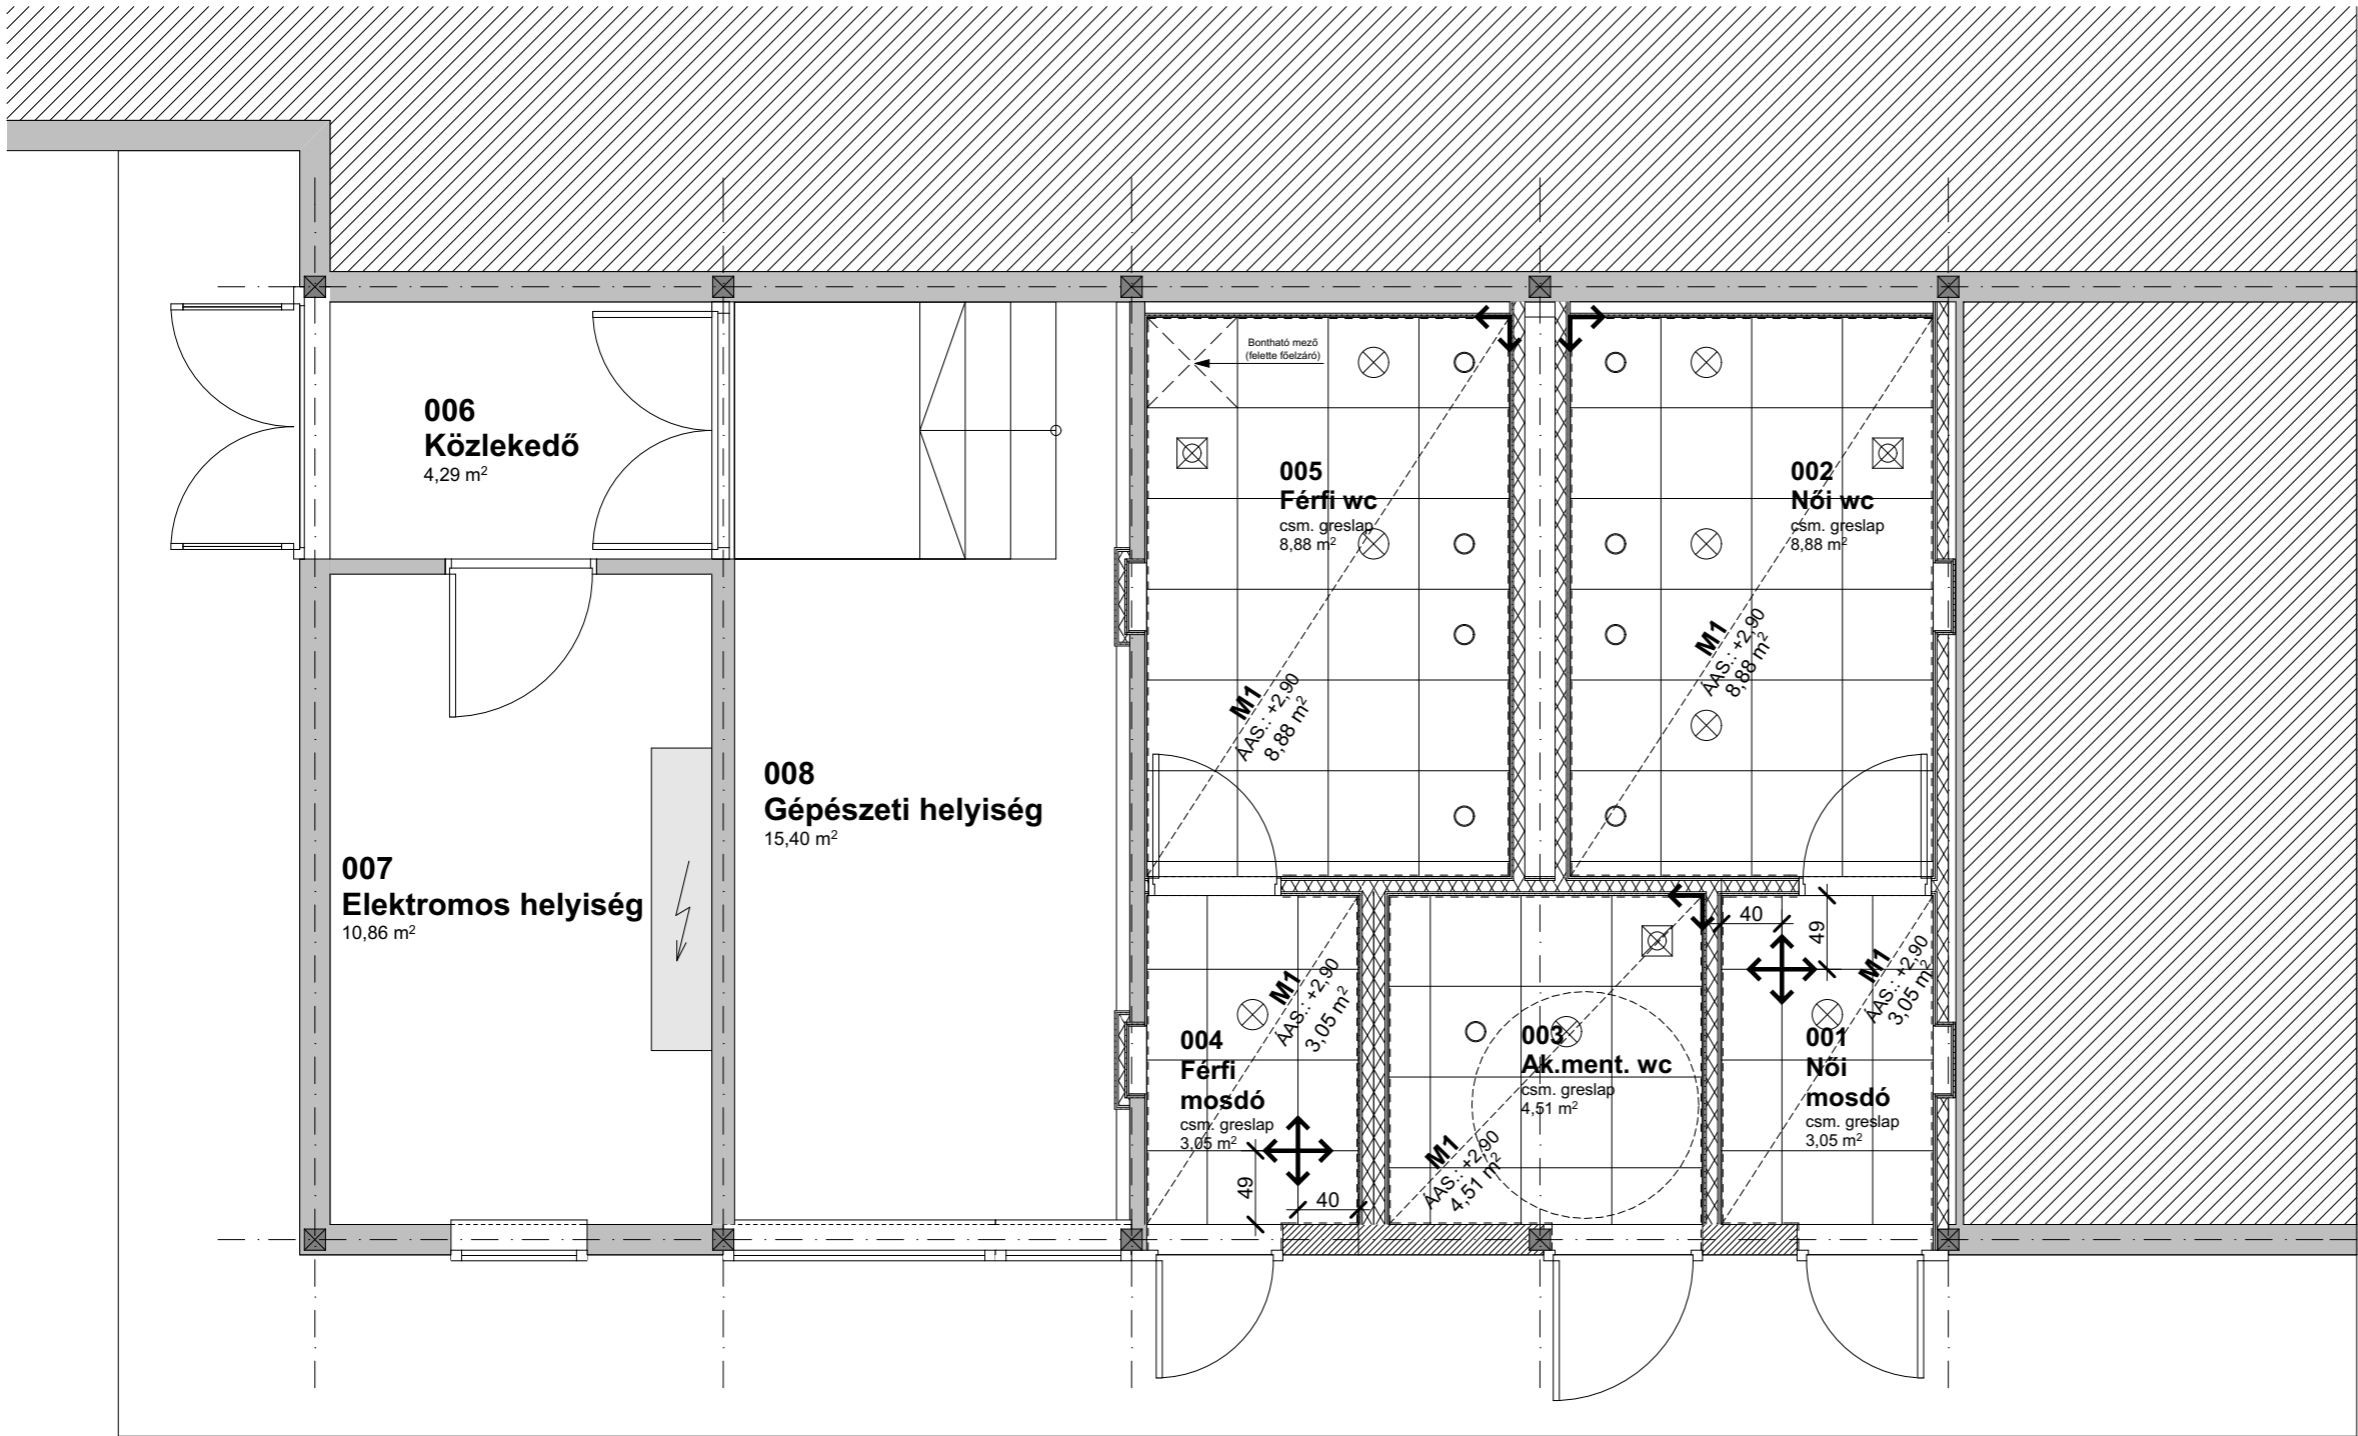 Bontható mező
(felette főelzáró)
006
Közlekedő
4,29 m²
005
Férfi wc
csm. greslap
8,88 m²
002
Női wc
csm. greslap
8,88 m²
M1
ÁAS.: +2,90
8,88 m²
M1
ÁAS.: +2,90
8,88 m²
008
Gépészeti helyiség
15,40 m²
007
Elektromos helyiség
10,86 m²
40
49
M1
ÁAS.: +2,90
3,05 m²
M1
ÁAS.: +2,90
3,05 m²
004
Férfi
mosdó
csm. greslap
3,05 m²
003
Ak.ment. wc
csm. greslap
4,51 m²
001
Női
mosdó
csm. greslap
3,05 m²
M1
ÁAS.: +2,90
4,51 m²
49
40